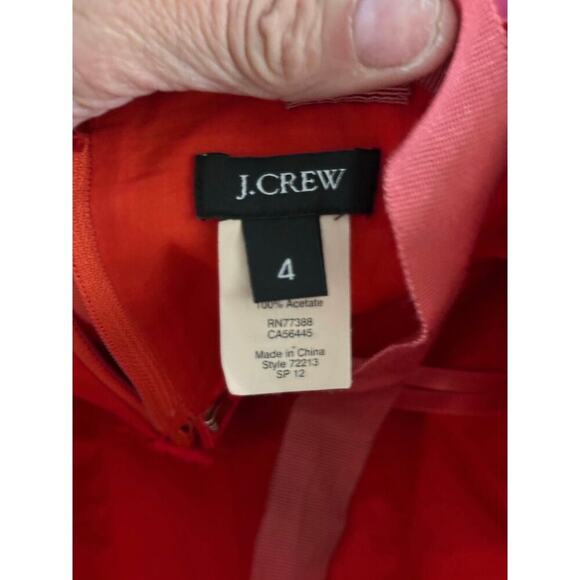 J.CREW
4
100% Acetate
RN77388
CA56445
Made in China
Style 72213
SP 12